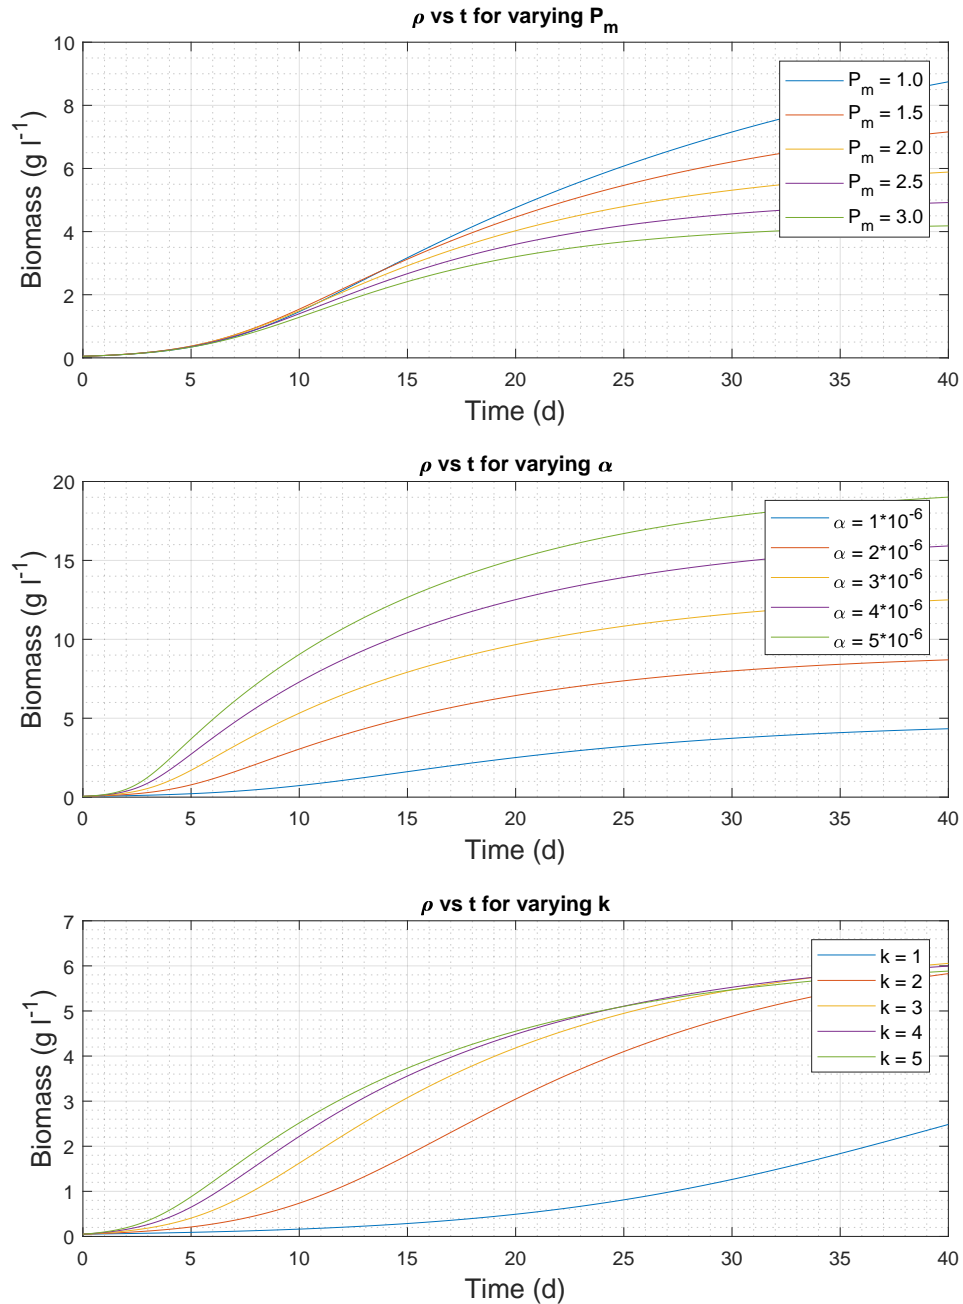 ρ vs t for varying P_m
10
8
6
4
2
0
Biomass (g l^-1)
P_m = 1.0
P_m = 1.5
P_m = 2.0
P_m = 2.5
P_m = 3.0
0 5 10 15 20 25 30 35 40
Time (d)
ρ vs t for varying α
20
15
10
5
0
Biomass (g l^-1)
α = 1*10^-6
α = 2*10^-6
α = 3*10^-6
α = 4*10^-6
α = 5*10^-6
0 5 10 15 20 25 30 35 40
Time (d)
ρ vs t for varying k
7
6
5
4
3
2
1
0
Biomass (g l^-1)
k = 1
k = 2
k = 3
k = 4
k = 5
0 5 10 15 20 25 30 35 40
Time (d)